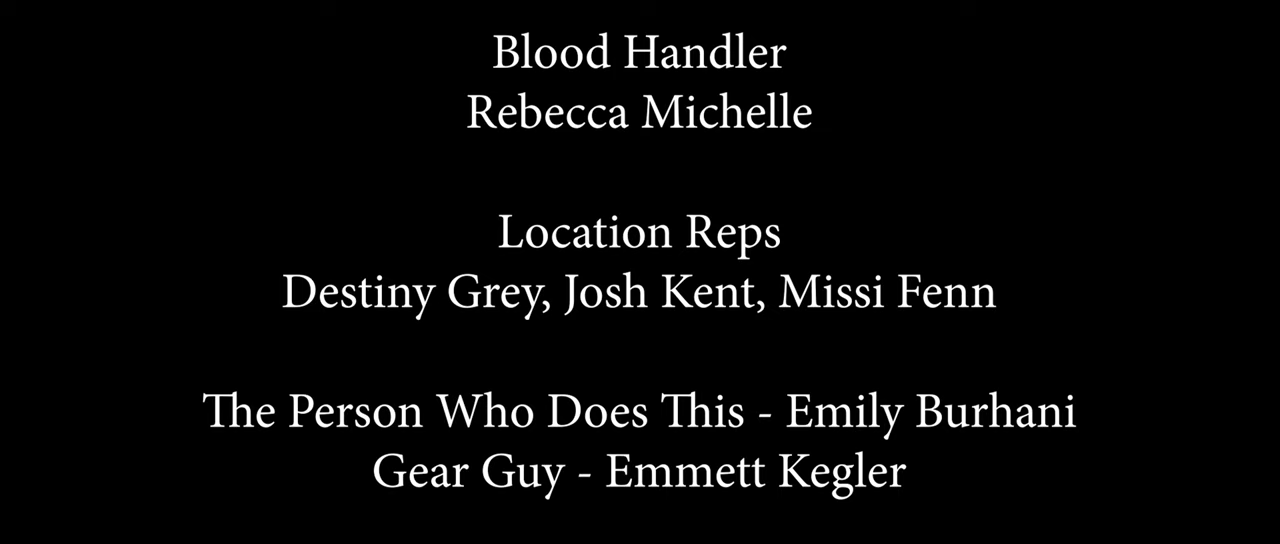 Blood Handler
Rebecca Michelle
Location Reps
Destiny Grey, Josh Kent, Missi Fenn
The Person Who Does This - Emily Burhani
Gear Guy - Emmett Kegler